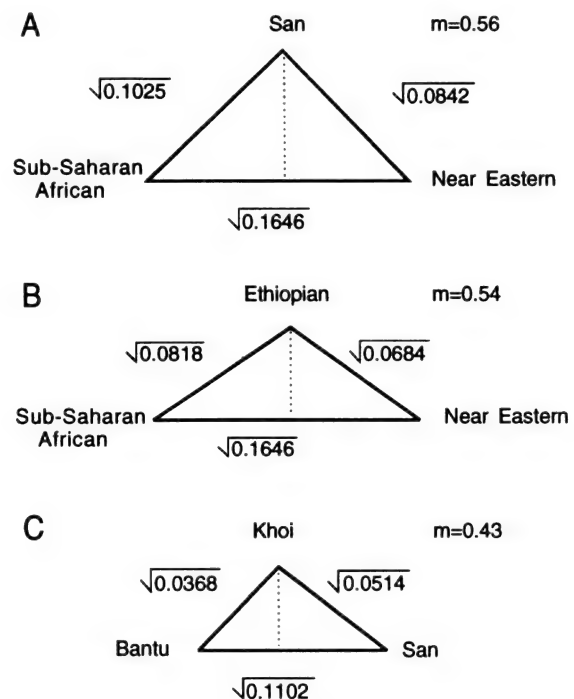 A
San
m=0.56
√0.1025
√0.0842
Sub-Saharan
African
Near Eastern
√0.1646
B
Ethiopian
m=0.54
√0.0818
√0.0684
Sub-Saharan
African
Near Eastern
√0.1646
C
Khoi
m=0.43
√0.0368
√0.0514
Bantu
San
√0.1102